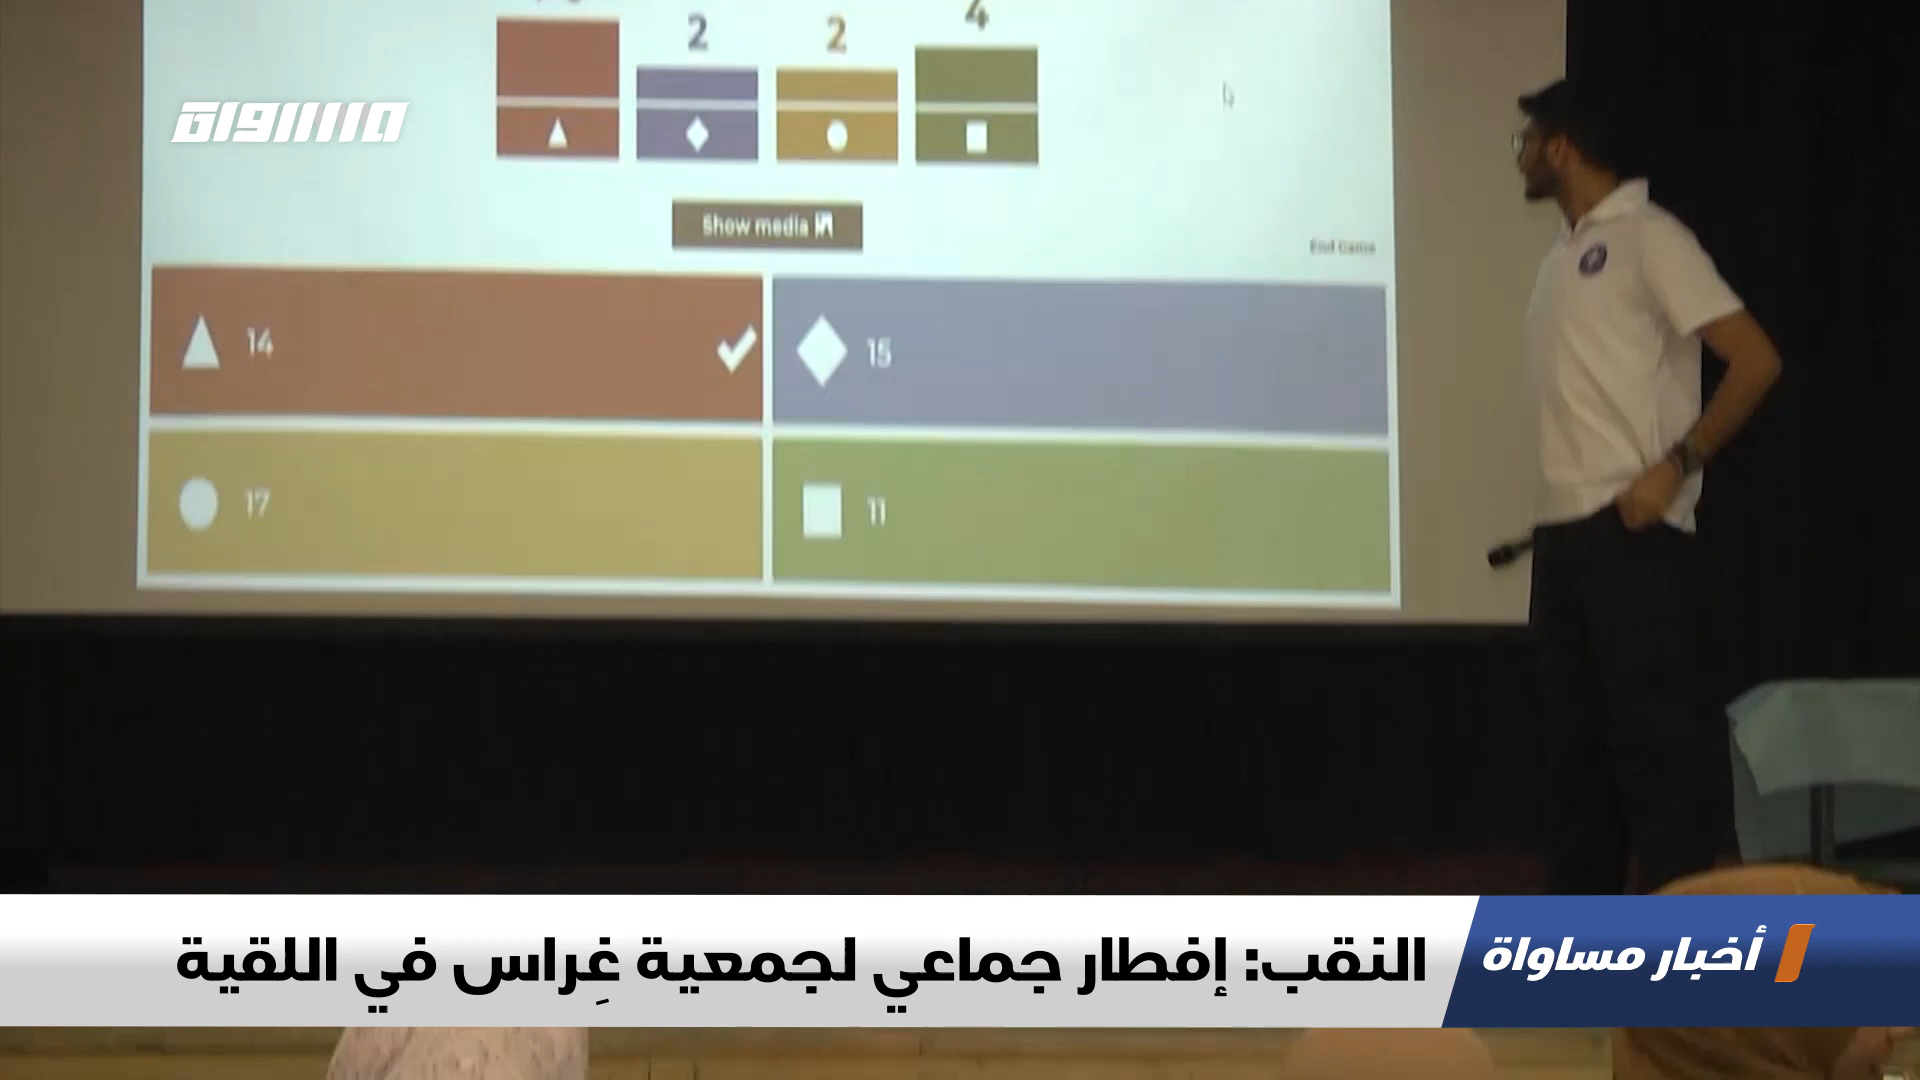 2
2
4
مساواة
Show media
End Game
14
15
17
11
أخبار مساواة
النقب: إفطار جماعي لجمعية غِراس في اللقية